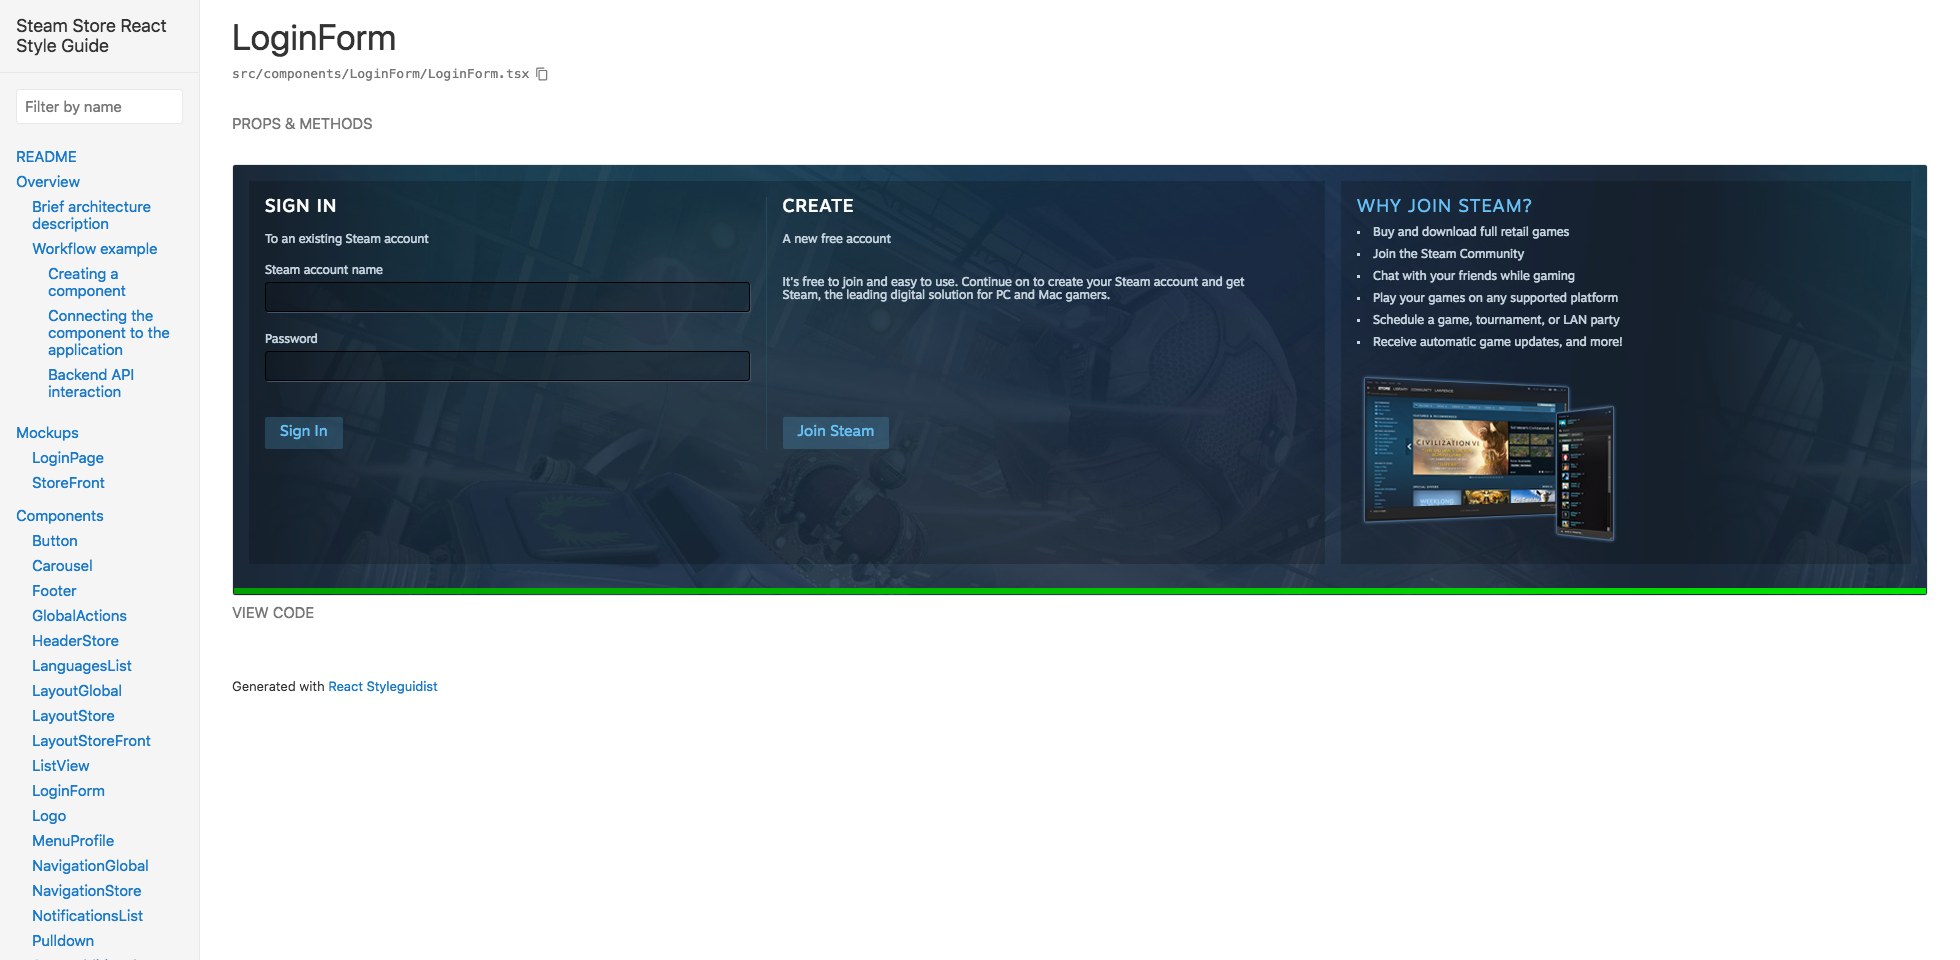 Steam Store React
Style Guide
Filter by name
README
Overview
Brief architecture
description
Workflow example
Creating a
component
Connecting the
component to the
application
Backend API
interaction
Mockups
LoginPage
StoreFront
Components
Button
Carousel
Footer
GlobalActions
HeaderStore
LanguagesList
LayoutGlobal
LayoutStore
LayoutStoreFront
ListView
LoginForm
Logo
MenuProfile
NavigationGlobal
NavigationStore
NotificationsList
Pulldown
LoginForm
src/components/LoginForm/LoginForm.tsx
PROPS & METHODS
SIGN IN
To an existing Steam account
Steam account name
Password
Sign In
CREATE
A new free account
It's free to join and easy to use. Continue on to create your Steam account and get
Steam, the leading digital solution for PC and Mac gamers.
Join Steam
WHY JOIN STEAM?
Buy and download full retail games
Join the Steam Community
Chat with your friends while gaming
Play your games on any supported platform
Schedule a game, tournament, or LAN party
Receive automatic game updates, and more!
STORE LIBRARY COMMUNITY
CIVILIZATION VI
WEEKLONG
VIEW CODE
Generated with React Styleguidist